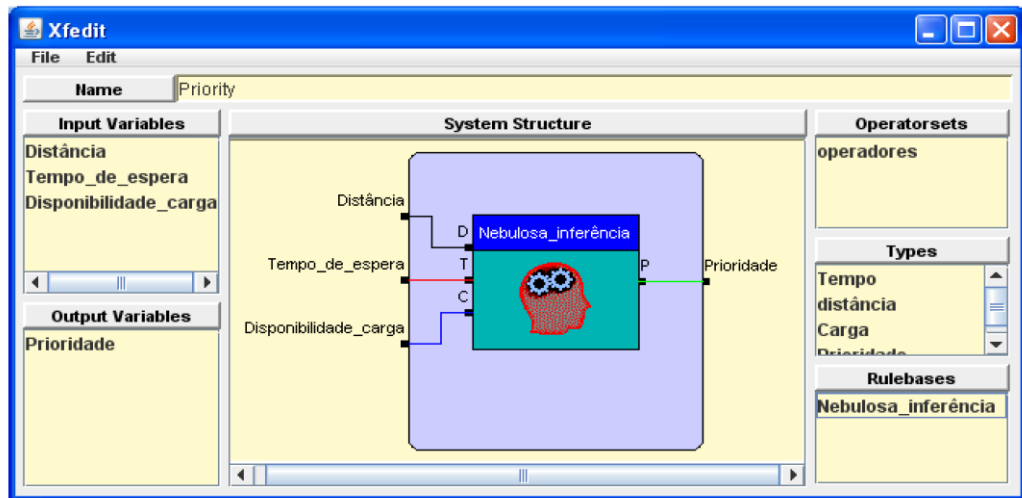 Xfedit
File Edit
Name Priority
Input Variables
Distância
Tempo_de_espera
Disponibilidade_carga
Output Variables
Prioridade
System Structure
Distância
Tempo_de_espera
Disponibilidade_carga
D
T
C
Nebulosa_inferência
P
Prioridade
Operatorsets
operadores
Types
Tempo
distância
Carga
Prioridade
Rulebases
Nebulosa_inferência